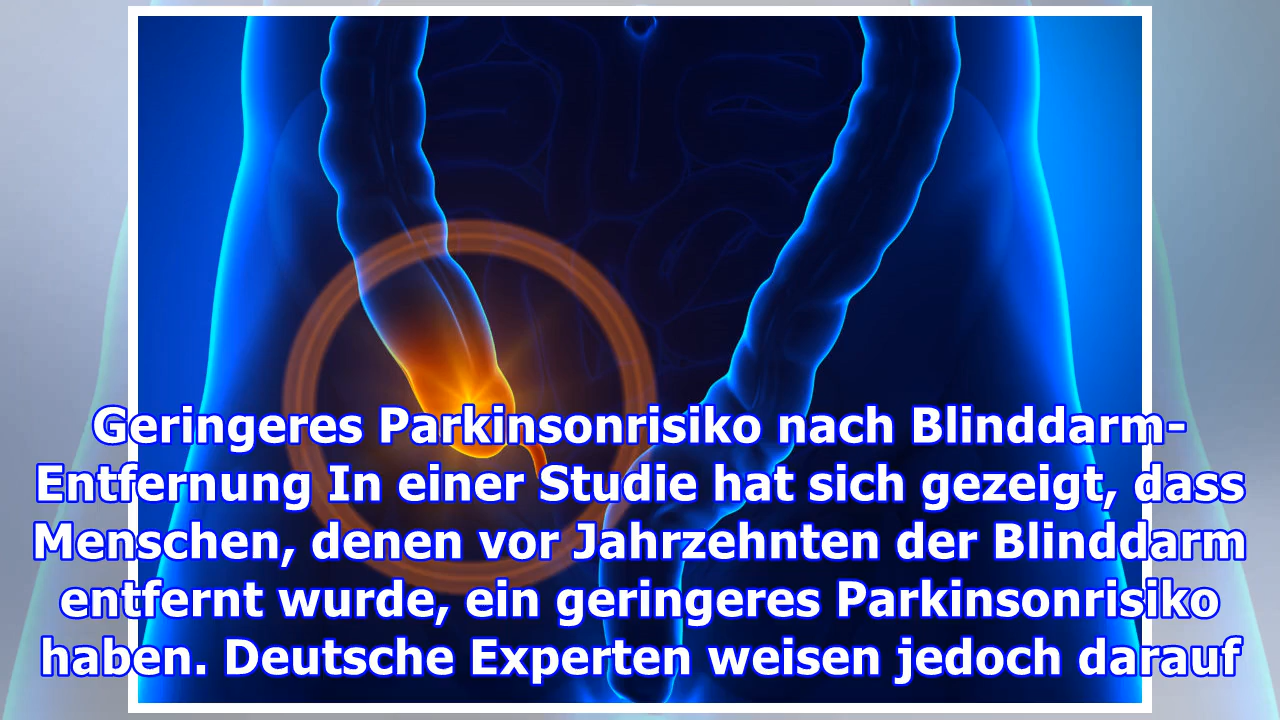 Geringeres Parkinsonrisiko nach Blinddarm-
Entfernung In einer Studie hat sich gezeigt, dass
Menschen, denen vor Jahrzehnten der Blinddarm
entfernt wurde, ein geringeres Parkinsonrisiko
haben. Deutsche Experten weisen jedoch darauf